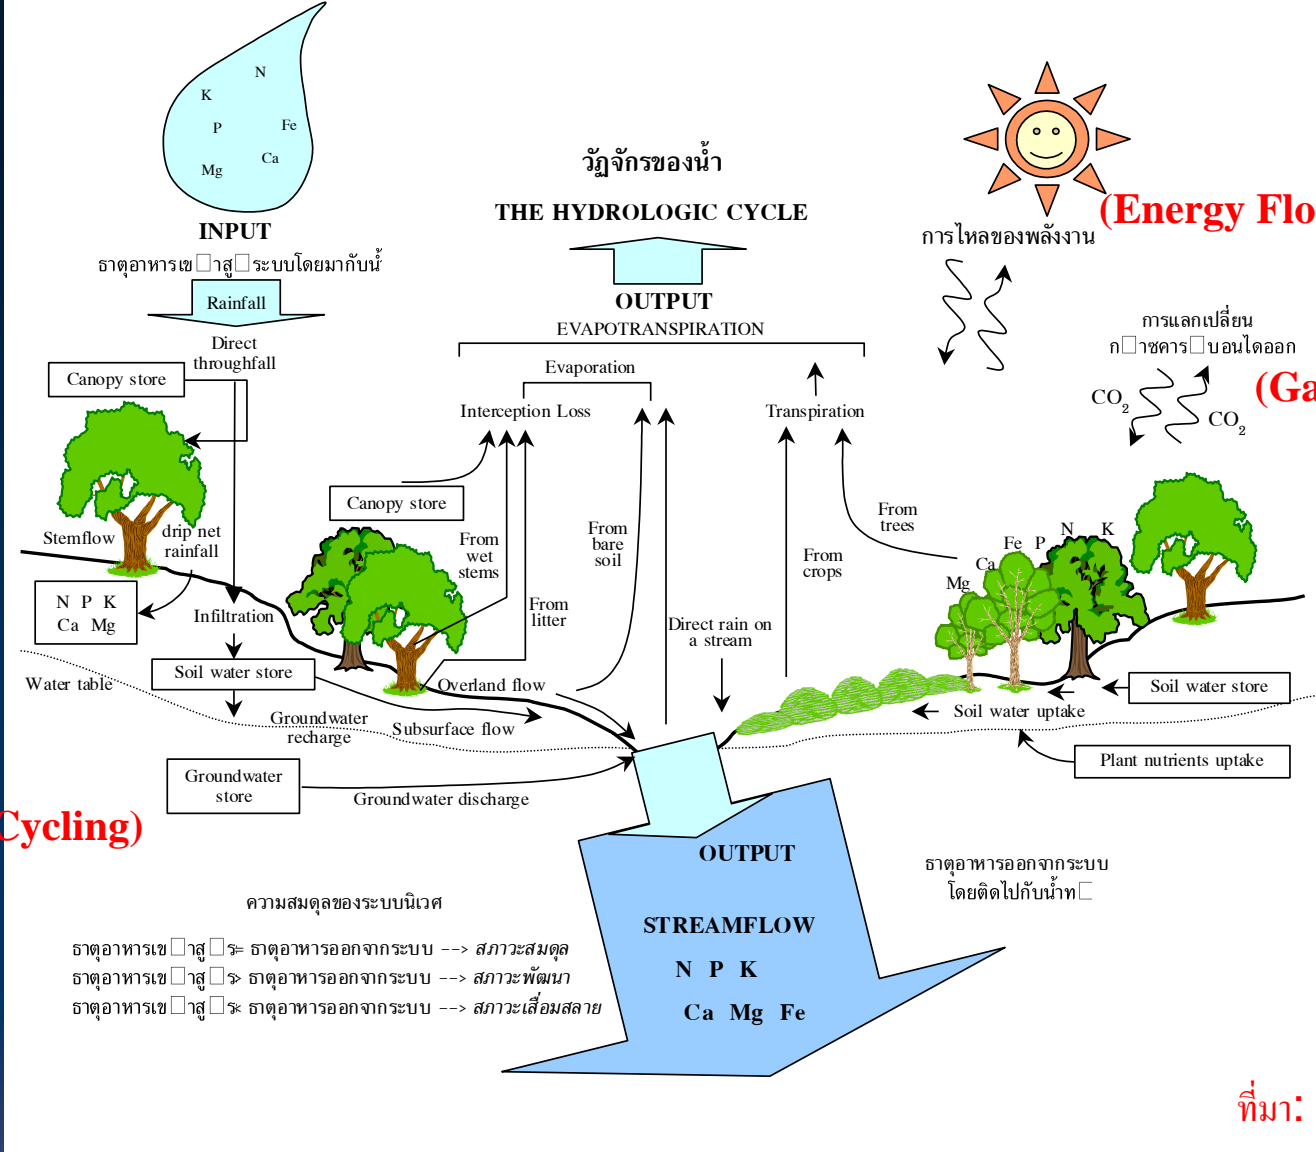 N
K
P
Fe
Ca
Mg
INPUT
ธาตุอาหารเข□าสู□ระบบโดยมากับน้ำ
Rainfall
Direct
throughfall
Canopy store
Stemflow
drip net
rainfall
N P K
Ca Mg
Infiltration
Soil water store
Water table
Groundwater
recharge
Subsurface flow
Overland flow
Groundwater
store
Groundwater discharge
วัฏจักรของน้ำ
THE HYDROLOGIC CYCLE
OUTPUT
EVAPOTRANSPIRATION
Evaporation
Interception Loss
Transpiration
Canopy store
From
wet
stems
From
litter
From
bare
soil
Direct rain on
a stream
From
crops
From
trees
(Energy Flo
การไหลของพลังงาน
การแลกเปลี่ยน
ก□าซคาร□บอนไดออก
(Ga
CO2
CO2
Mg
Ca
Fe
P
N
K
Soil water store
Soil water uptake
Plant nutrients uptake
Cycling)
OUTPUT
STREAMFLOW
N P K
Ca Mg Fe
ธาตุอาหารออกจากระบบ
โดยติดไปกับน้ำท□
ความสมดุลของระบบนิเวศ
ธาตุอาหารเข□าสู□ร= ธาตุอาหารออกจากระบบ --> สภาวะสมดุล
ธาตุอาหารเข□าสู□ร> ธาตุอาหารออกจากระบบ --> สภาวะพัฒนา
ธาตุอาหารเข□าสู□ร< ธาตุอาหารออกจากระบบ --> สภาวะเสื่อมสลาย
ที่มา: